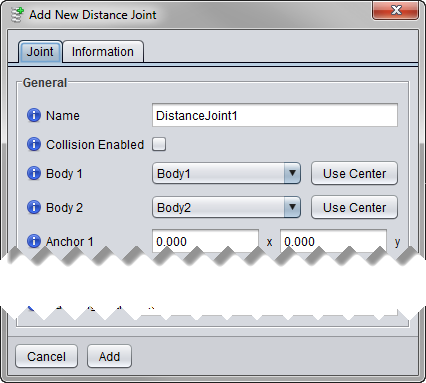 Add New Distance Joint
Joint Information
General
Name DistanceJoint1
Collision Enabled
Body 1 Body1 Use Center
Body 2 Body2 Use Center
Anchor 1 0.000 x 0.000 y
Cancel Add